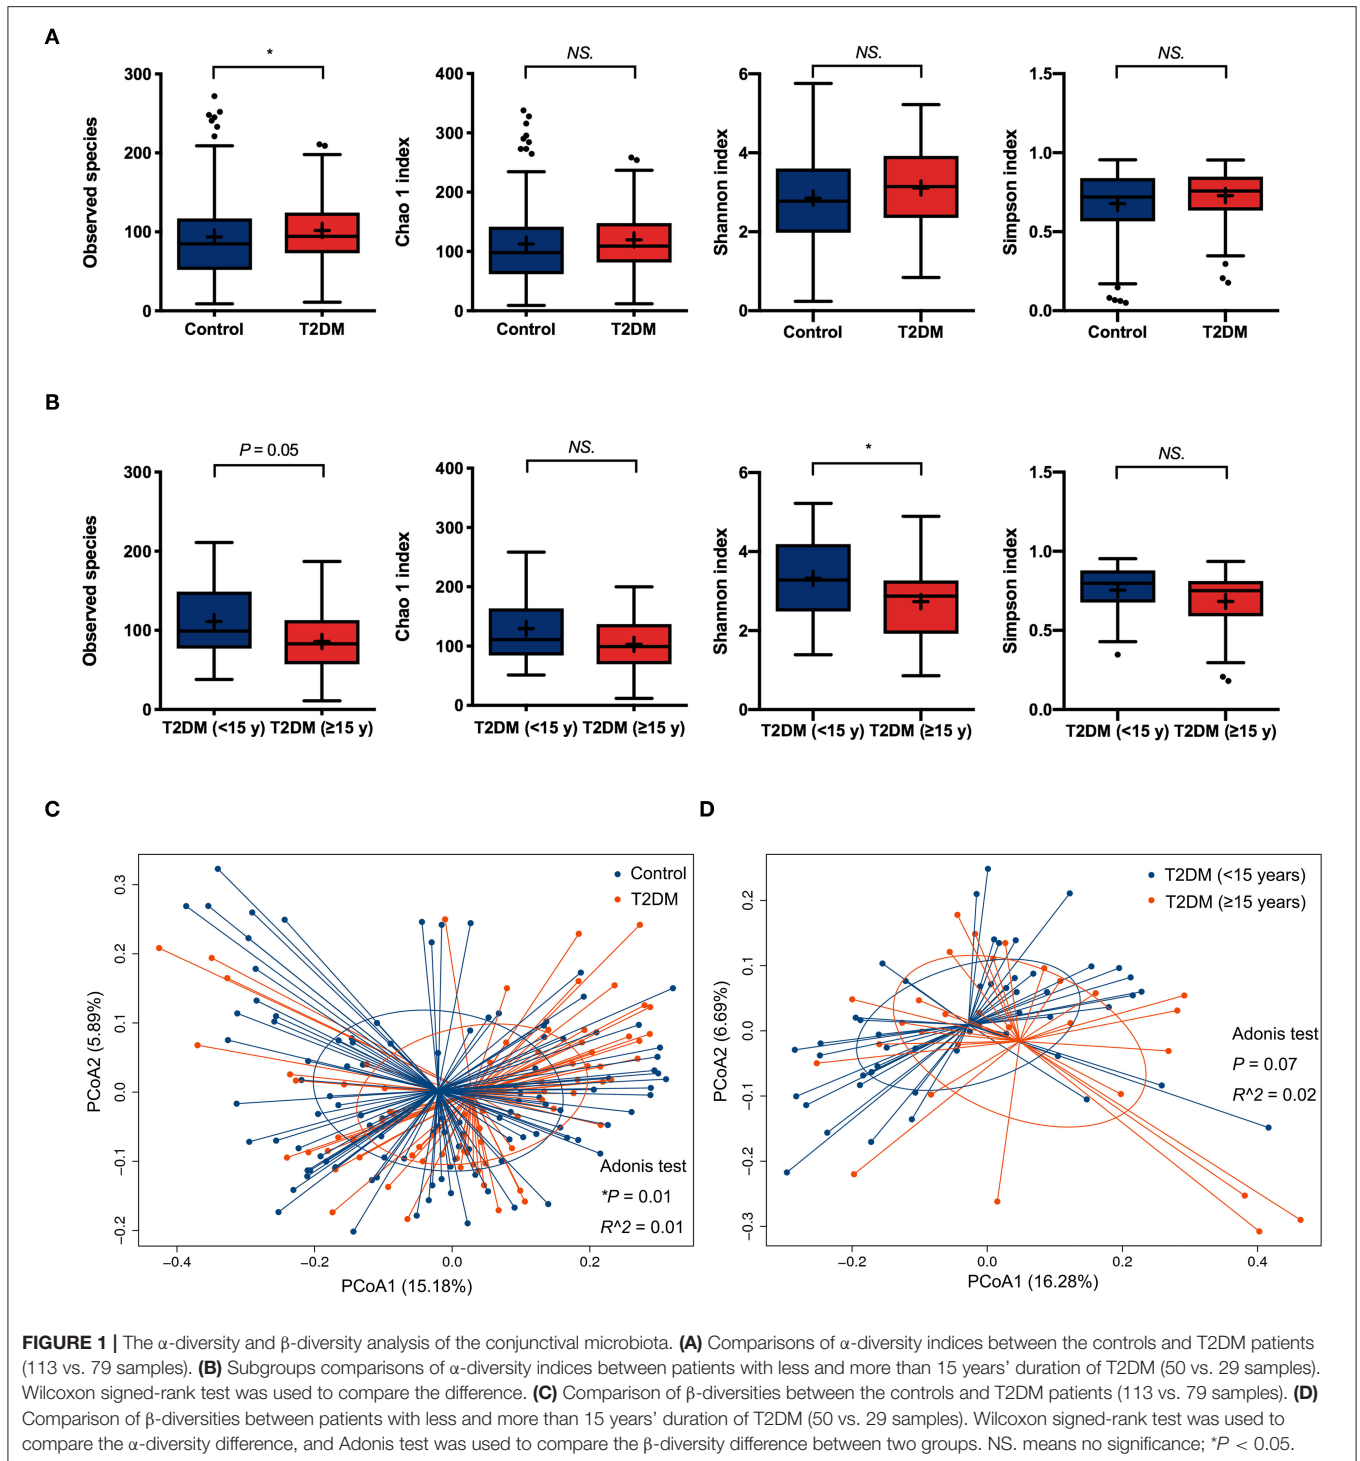 A
*
NS.
NS.
NS.
Observed species
300
200
100
0
Control
T2DM
Chao 1 index
400
300
200
100
0
Control
T2DM
Shannon index
6
4
2
0
Control
T2DM
Simpson index
1.5
1.0
0.5
0.0
Control
T2DM
B
P = 0.05
NS.
*
NS.
Observed species
300
200
100
0
T2DM (<15 y) T2DM (≥15 y)
Chao 1 index
400
300
200
100
0
T2DM (<15 y) T2DM (≥15 y)
Shannon index
6
4
2
0
T2DM (<15 y) T2DM (≥15 y)
Simpson index
1.5
1.0
0.5
0.0
T2DM (<15 y) T2DM (≥15 y)
C
Control
T2DM
PCoA2 (5.89%)
0.3
0.2
0.1
0.0
−0.1
−0.2
Adonis test
*P = 0.01
R^2 = 0.01
−0.4
−0.2
0.0
0.2
PCoA1 (15.18%)
D
T2DM (<15 years)
T2DM (≥15 years)
PCoA2 (6.69%)
0.2
0.1
0.0
−0.1
−0.2
−0.3
Adonis test
P = 0.07
R^2 = 0.02
−0.2
0.0
0.2
0.4
PCoA1 (16.28%)
FIGURE 1 | The α-diversity and β-diversity analysis of the conjunctival microbiota. (A) Comparisons of α-diversity indices between the controls and T2DM patients
(113 vs. 79 samples). (B) Subgroups comparisons of α-diversity indices between patients with less and more than 15 years’ duration of T2DM (50 vs. 29 samples).
Wilcoxon signed-rank test was used to compare the difference. (C) Comparison of β-diversities between the controls and T2DM patients (113 vs. 79 samples). (D)
Comparison of β-diversities between patients with less and more than 15 years’ duration of T2DM (50 vs. 29 samples). Wilcoxon signed-rank test was used to
compare the α-diversity difference, and Adonis test was used to compare the β-diversity difference between two groups. NS. means no significance; *P < 0.05.